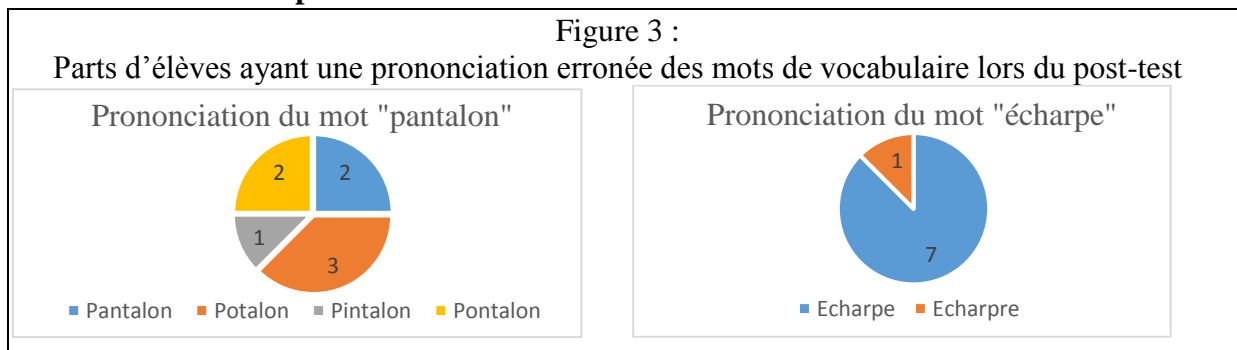 Figure 3 :
Parts d’élèves ayant une prononciation erronée des mots de vocabulaire lors du post-test
Prononciation du mot "pantalon"
2
2
1
3
Pantalon Potalon Pintalon Pontalon
Prononciation du mot "écharpe"
1
7
Echarpe Echarpre